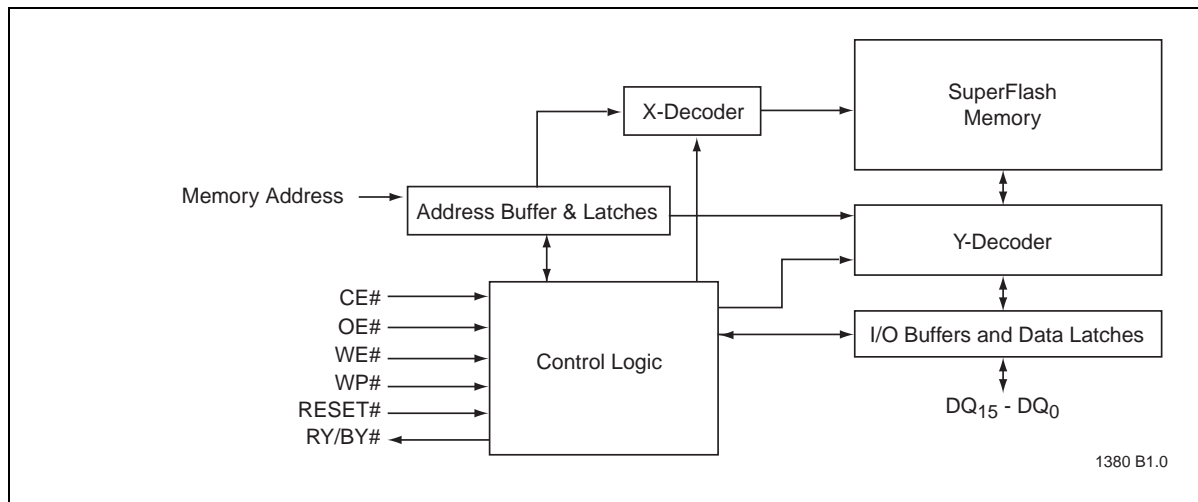 SuperFlash
Memory
X-Decoder
Memory Address
Address Buffer & Latches
Y-Decoder
CE#
OE#
WE#
WP#
RESET#
RY/BY#
Control Logic
I/O Buffers and Data Latches
DQ15 - DQ0
1380 B1.0